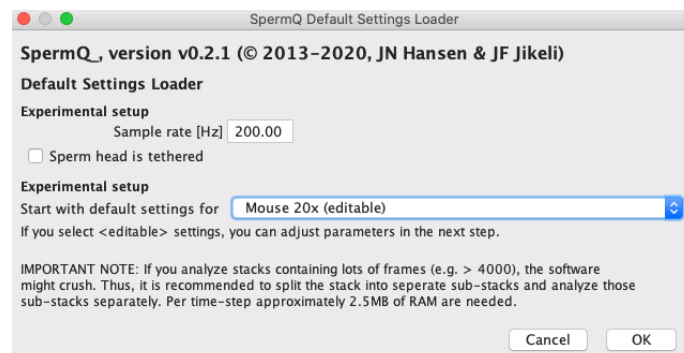 SpermQ Default Settings Loader
SpermQ_, version v0.2.1 (© 2013–2020, JN Hansen & JF Jikeli)
Default Settings Loader
Experimental setup
Sample rate [Hz] 200.00
Sperm head is tethered
Experimental setup
Start with default settings for Mouse 20x (editable)
If you select <editable> settings, you can adjust parameters in the next step.
IMPORTANT NOTE: If you analyze stacks containing lots of frames (e.g. > 4000), the software
might crush. Thus, it is recommended to split the stack into seperate sub-stacks and analyze those
sub-stacks separately. Per time-step approximately 2.5MB of RAM are needed.
Cancel OK